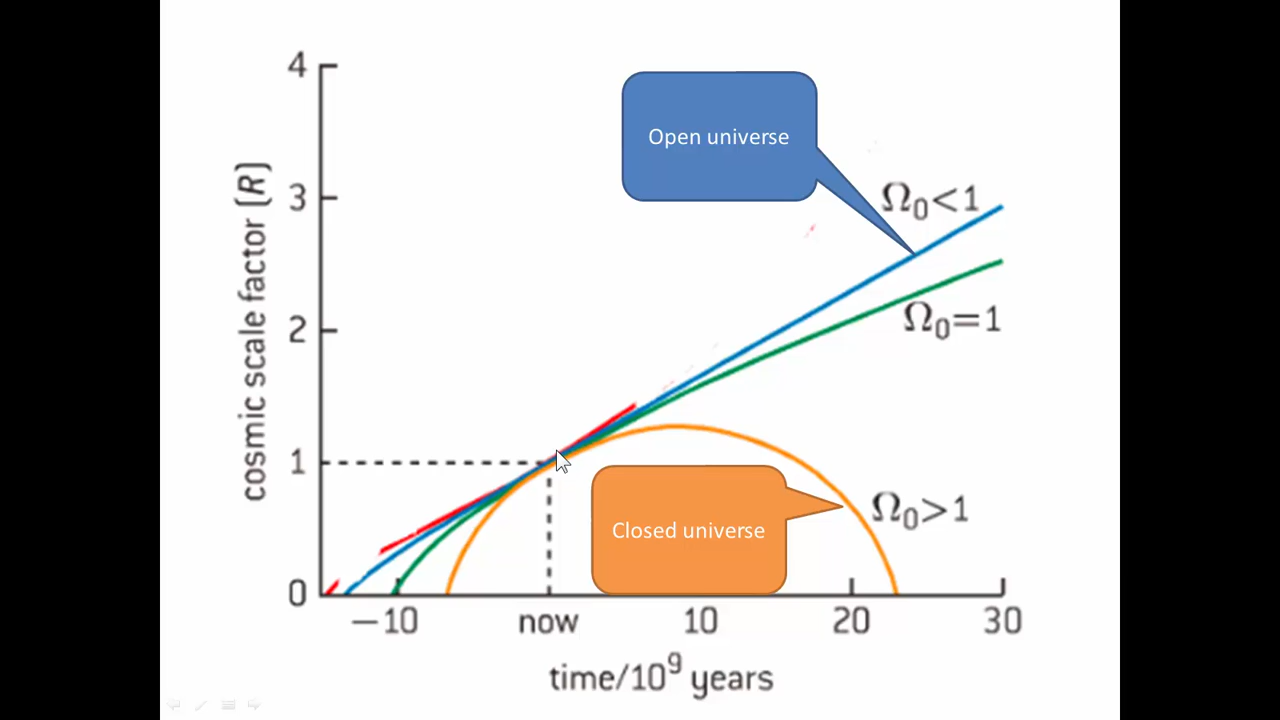 4
Open universe
3
Ω₀<1
cosmic scale factor (R)
2
Ω₀=1
1
Ω₀>1
Closed universe
0
−10 now 10 20 30
time/10⁹ years